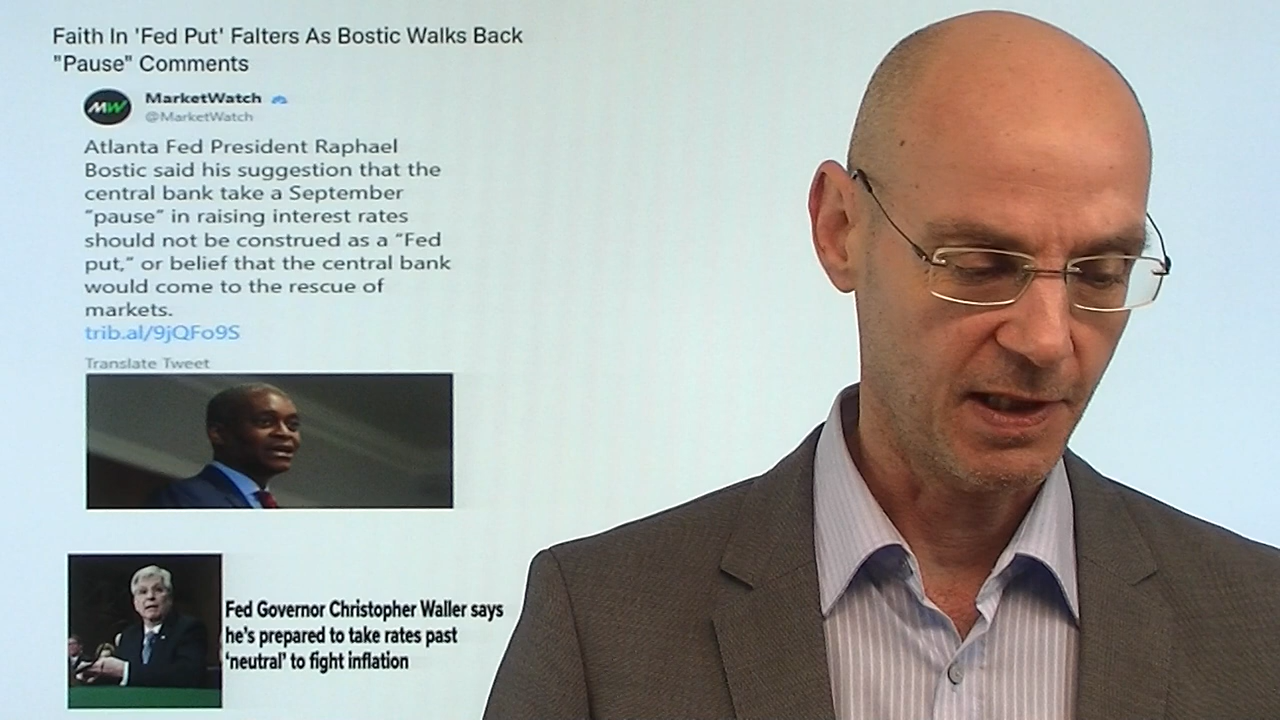 Faith In 'Fed Put' Falters As Bostic Walks Back
"Pause" Comments
MW MarketWatch
@MarketWatch
Atlanta Fed President Raphael
Bostic said his suggestion that the
central bank take a September
“pause” in raising interest rates
should not be construed as a “Fed
put,” or belief that the central bank
would come to the rescue of
markets.
trib.al/9jQFo9S
Translate Tweet
Fed Governor Christopher Waller says
he’s prepared to take rates past
‘neutral’ to fight inflation